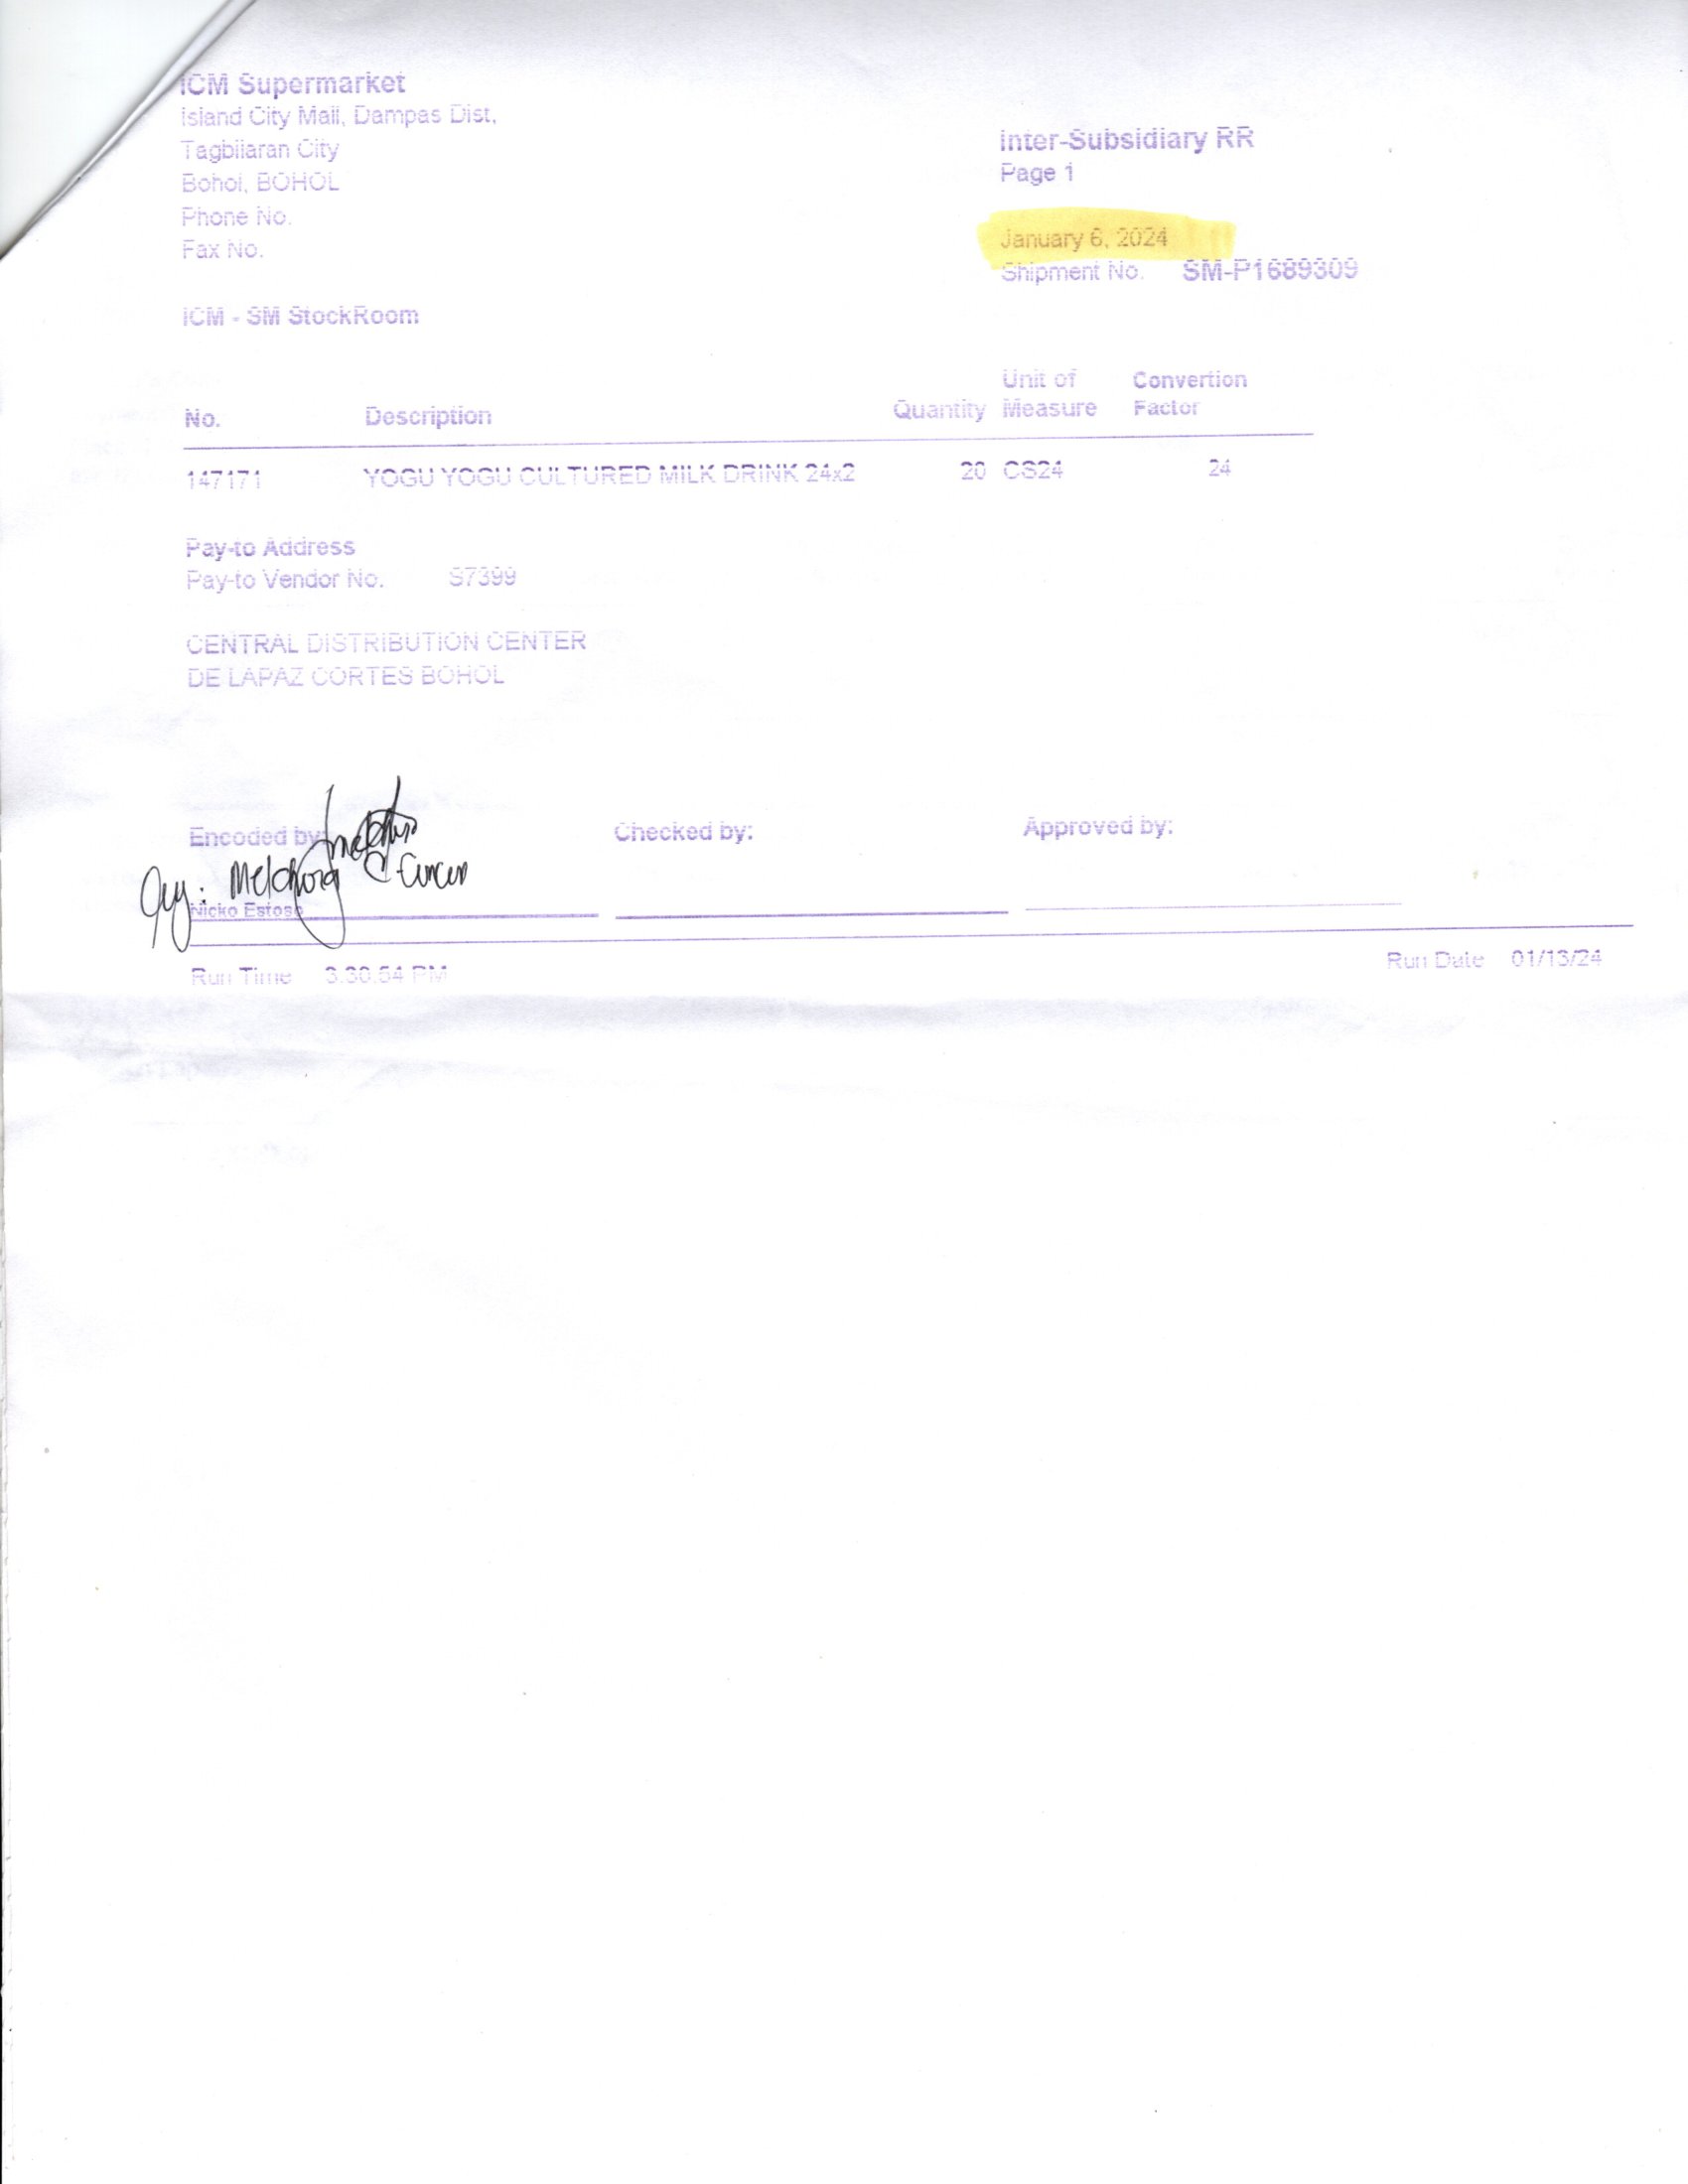 ICM Supermarket
Island City Mall, Dampas Dist,
Tagbilaran City
Bohol, BOHOL
Phone No.
Fax No.
Inter-Subsidiary RR
Page 1
January 6, 2024
Shipment No. SM-P1689309
ICM - SM StockRoom
No. Description Quantity Unit of Measure Convertion Factor
147171 YOGU YOGU CULTURED MILK DRINK 24x2 20 CS24 24
Pay-to Address
Pay-to Vendor No. S7399
CENTRAL DISTRIBUTION CENTER
DE LAPAZ CORTES BOHOL
Encoded by: Checked by: Approved by:
Nicko Estoso
Run Time 3:30:54 PM Run Date 01/13/24